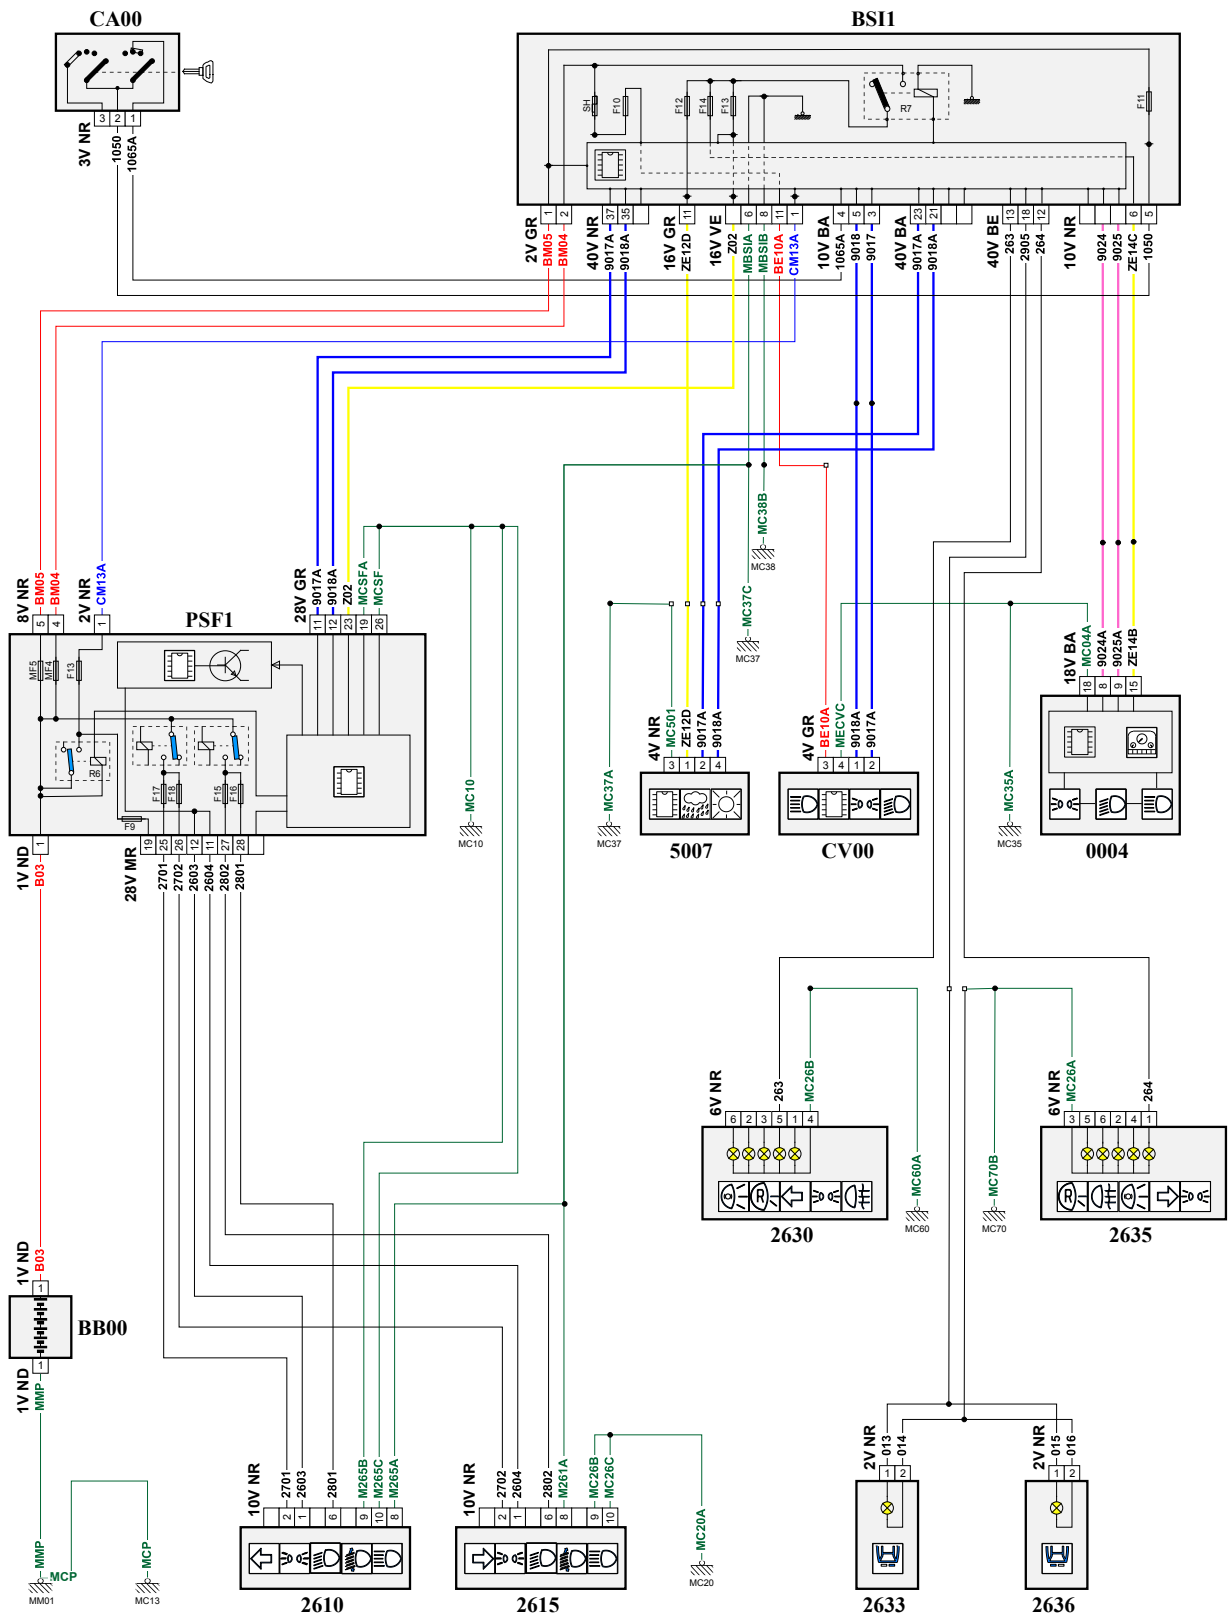 CA00
BSI1
3 2 1
3V NR
1050
1065A
SH
F10
F12
F14
F13
R7
F11
1 2 37 35 11 6 8 11 1 4 5 3 23 21 13 18 12 6 5
2V GR
BM05
BM04
40V NR
9017A
9018A
16V GR
ZE12D
16V VE
Z02
MBSIA
MBSIB
BE10A
CM13A
10V BA
1065A
9018
9017
40V BA
9017A
9018A
40V BE
263
2905
264
10V NR
9024
9025
ZE14C
1050
MC38B
MC38
MC37C
MC37
8V NR
BM05
BM04
2V NR
CM13A
28V GR
9017A
9018A
Z02
MCSFA
MCSF
5 4 1 11 12 23 19 26
PSF1
MF5
MF4
F13
R6
F17
F18
F15
F16
F9
1 19 25 26 12 11 27 28
1V ND
B03
28V MR
2701
2702
2603
2604
2802
2801
MC10
MC10
MC37A
MC37
4V NR
MC501
ZE12D
9017A
9018A
3 1 2 4
5007
4V GR
BE10A
MECVC
9018A
9017A
3 4 1 2
CV00
MC35A
MC35
18V BA
MC04A
9024A
9025A
ZE14B
18 8 9 15
0004
6V NR
263
MC26B
6 2 3 5 1 4
R
2630
MC60A
MC60
MC70B
MC70
6V NR
MC26A
264
3 5 6 2 4 1
R
2635
1V ND
B03
1
BB00
1
1V ND
MMP
MMP
MCP
MM01
MCP
MC13
10V NR
2701
2603
2801
M265B
M265C
M265A
2 1 6 9 10 8
2610
10V NR
2702
2604
2802
M261A
MC26B
MC26C
2 1 6 8 9 10
2615
MC20A
MC20
2V NR
013
014
1 2
2633
2V NR
015
016
1 2
2636